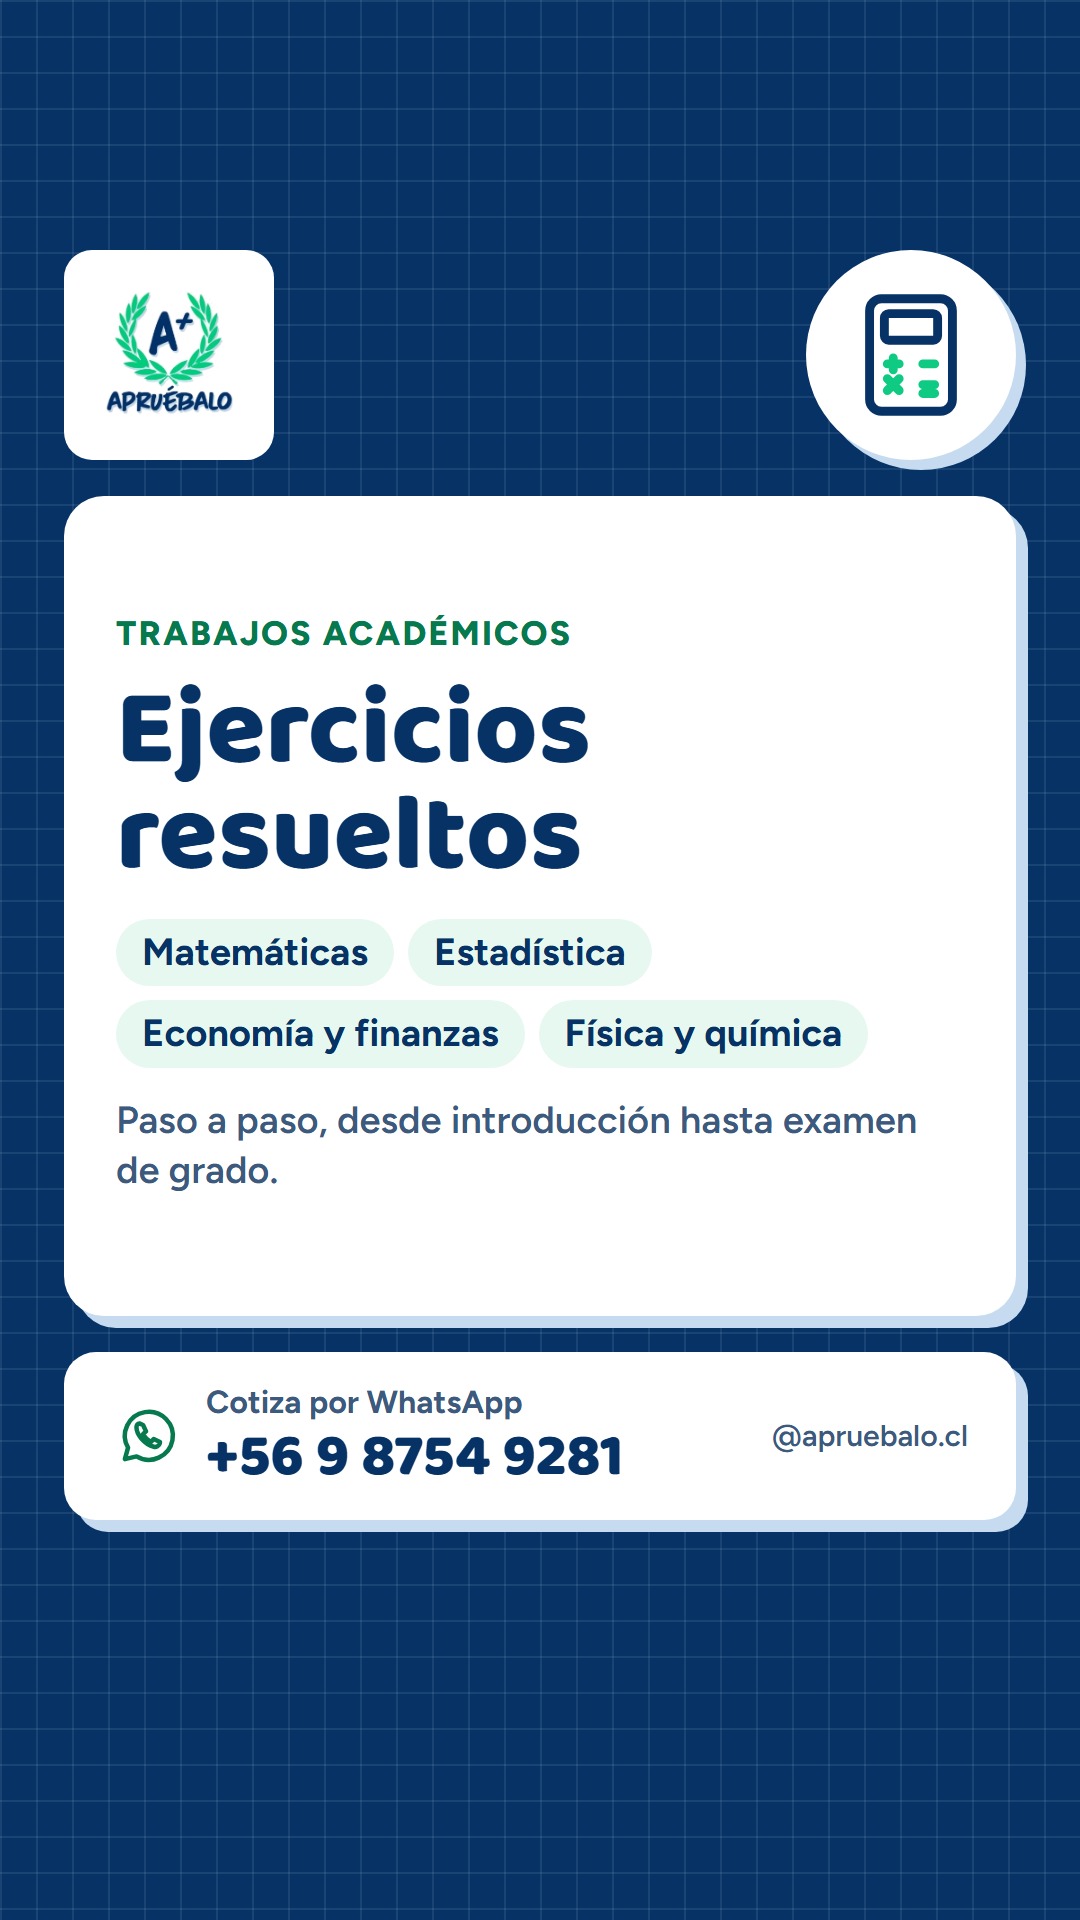 A+
APRUÉBALO
TRABAJOS ACADÉMICOS
Ejercicios
resueltos
Matemáticas Estadística
Economía y finanzas Física y química
Paso a paso, desde introducción hasta examen
de grado.
Cotiza por WhatsApp
+56 9 8754 9281
@apruebalo.cl